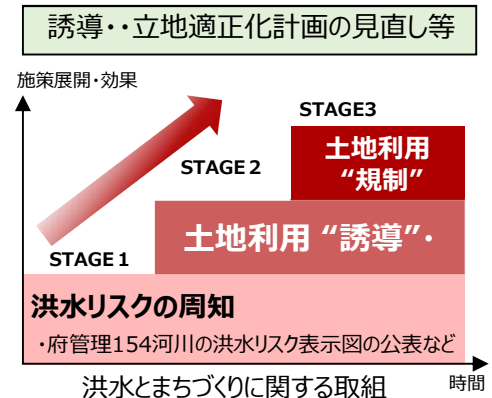 誘導・・立地適正化計画の見直し等
施策展開・効果
STAGE3
土地利用
“規制”
STAGE２
土地利用 “誘導”・
STAGE１
洪水リスクの周知
・府管理154河川の洪水リスク表示図の公表など
洪水とまちづくりに関する取組
時間